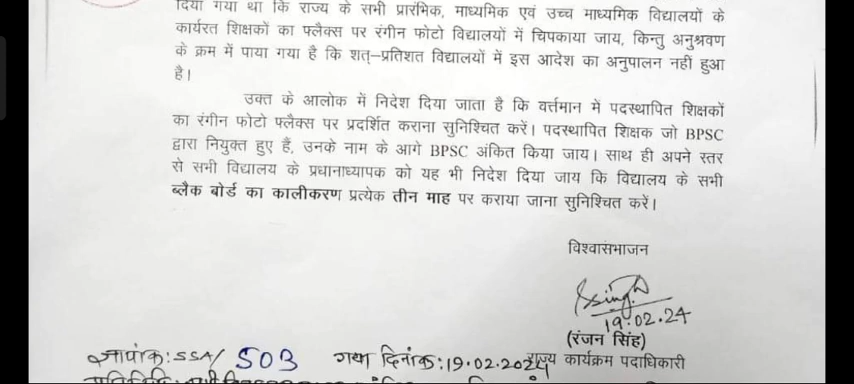 दिया गया था कि राज्य के सभी प्रारंभिक, माध्यमिक एवं उच्च माध्यमिक विद्यालयों के
कार्यरत शिक्षकों का फ्लैक्स पर रंगीन फोटो विद्यालयों में चिपकाया जाय, किन्तु अनुश्रवण
के क्रम में पाया गया है कि शत्-प्रतिशत विद्यालयों में इस आदेश का अनुपालन नहीं हुआ
है।
उक्त के आलोक में निदेश दिया जाता है कि वर्त्तमान में पदस्थापित शिक्षकों
का रंगीन फोटो फ्लैक्स पर प्रदर्शित कराना सुनिश्चित करें। पदस्थापित शिक्षक जो BPSC
द्वारा नियुक्त हुए हैं, उनके नाम के आगे BPSC अंकित किया जाय। साथ ही अपने स्तर
से सभी विद्यालय के प्रधानाध्यापक को यह भी निदेश दिया जाय कि विद्यालय के सभी
ब्लैक बोर्ड का कालीकरण प्रत्येक तीन माह पर कराया जाना सुनिश्चित करें।
विश्वासभाजन
19.02.24
(रंजन सिंह)
ज्ञापांक:SSA/ 503 गया दिनांक:19.02.2024 राज्य कार्यक्रम पदाधिकारी